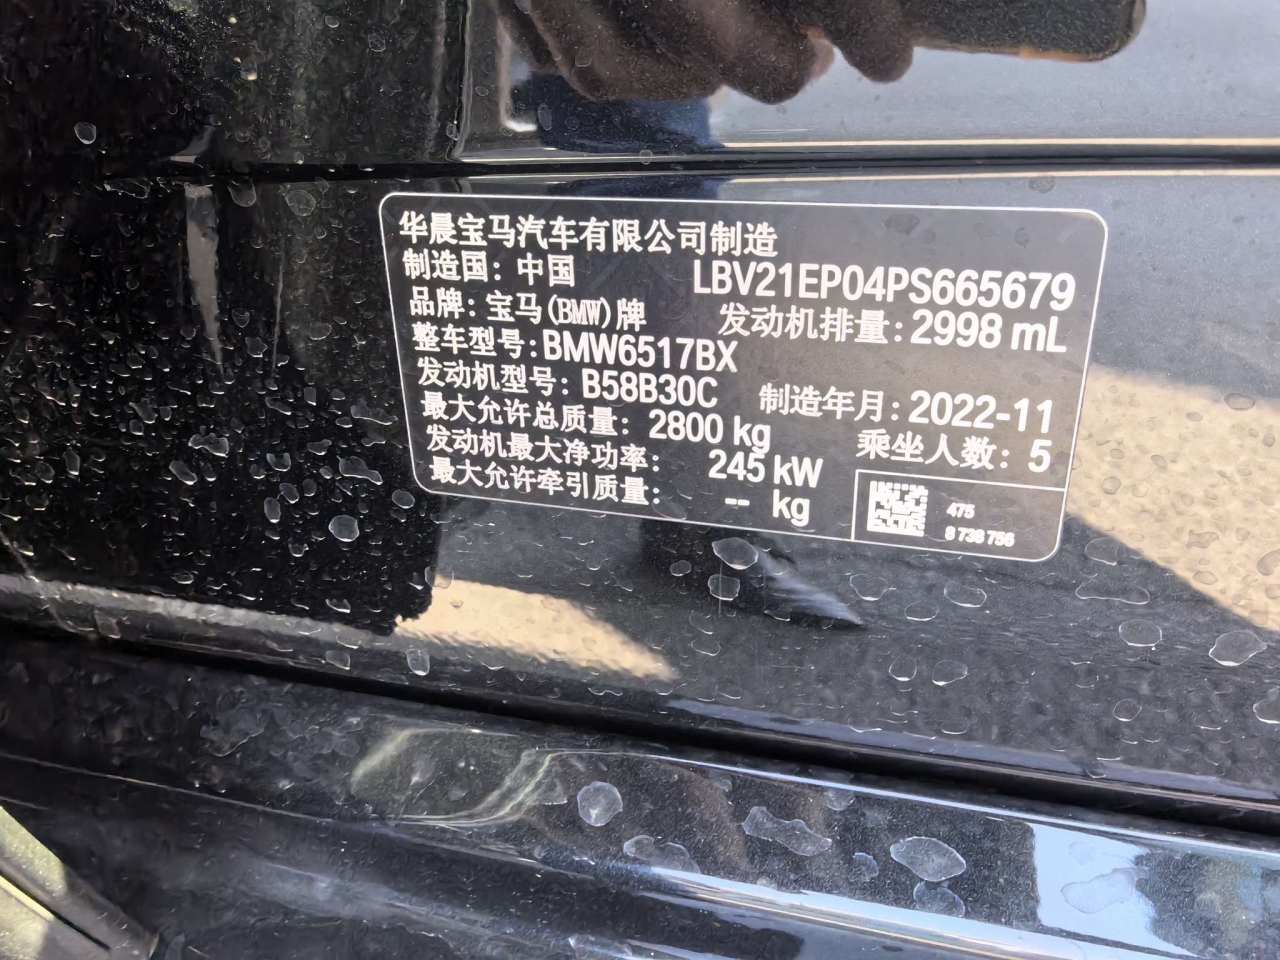 华晨宝马汽车有限公司制造
制造国：中国 LBV21EP04PS665679
品牌：宝马(BMW)牌 发动机排量：2998 mL
整车型号：BMW6517BX
发动机型号：B58B30C 制造年月：2022-11
最大允许总质量：2800 kg 乘坐人数：5
发动机最大净功率：245 kW
最大允许牵引质量：-- kg
475
8 738 756